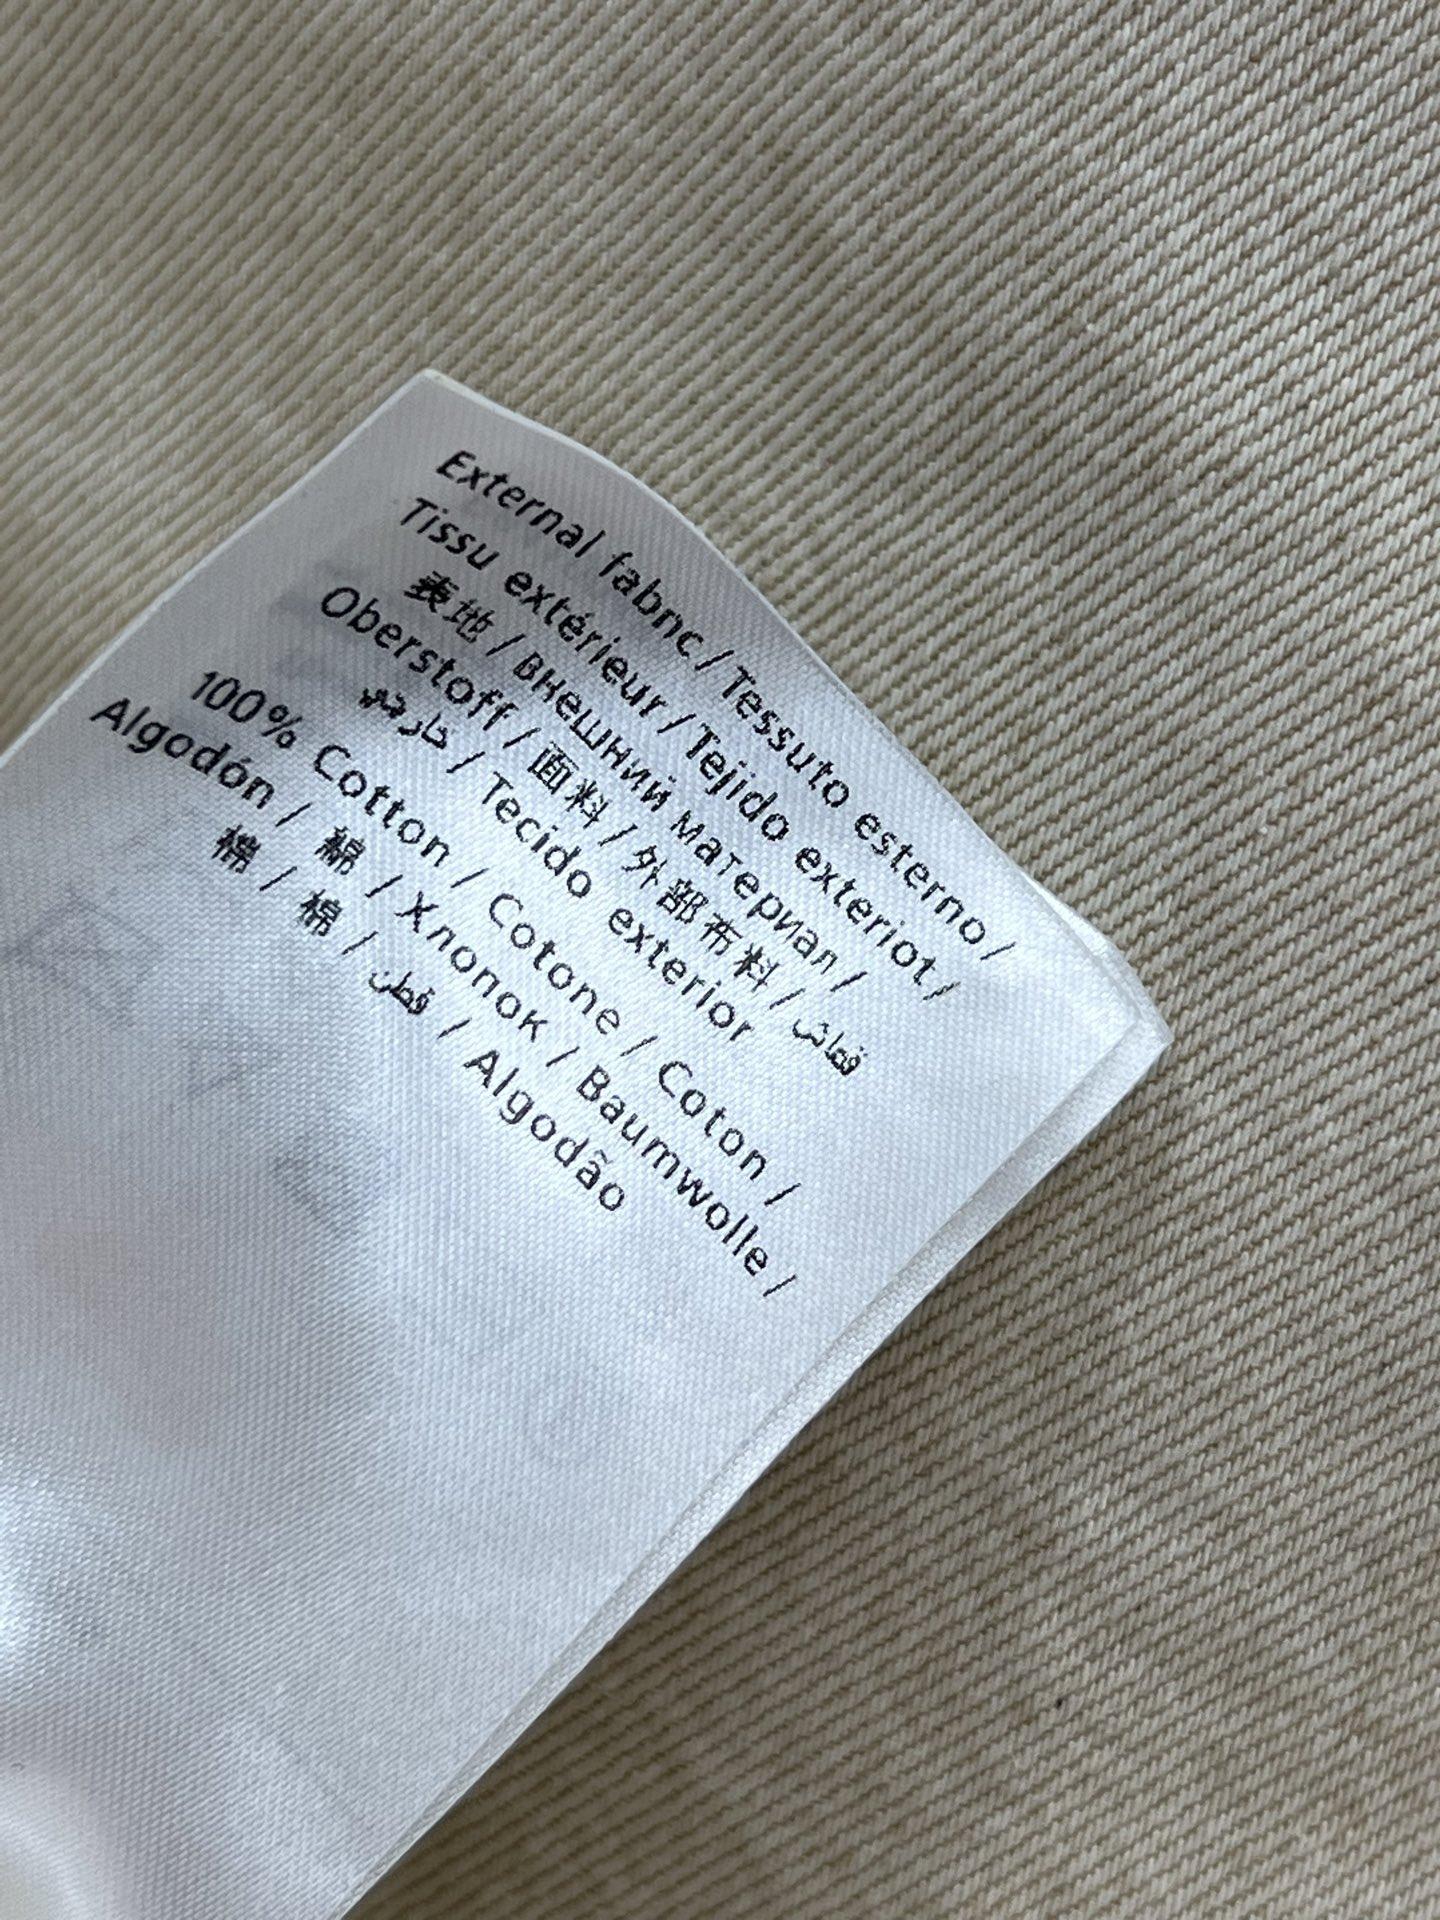 External fabric / Tessuto esterno /
Tissu extérieur / Tejido exterior /
表地 / внешний материал /
Oberstoff / 面料 / 外部布料 / قماش
خارجي / Tecido exterior
100% Cotton / Cotone / Coton /
Algodón / 綿 / Хлопок / Baumwolle /
棉 / 棉 / قطن / Algodão